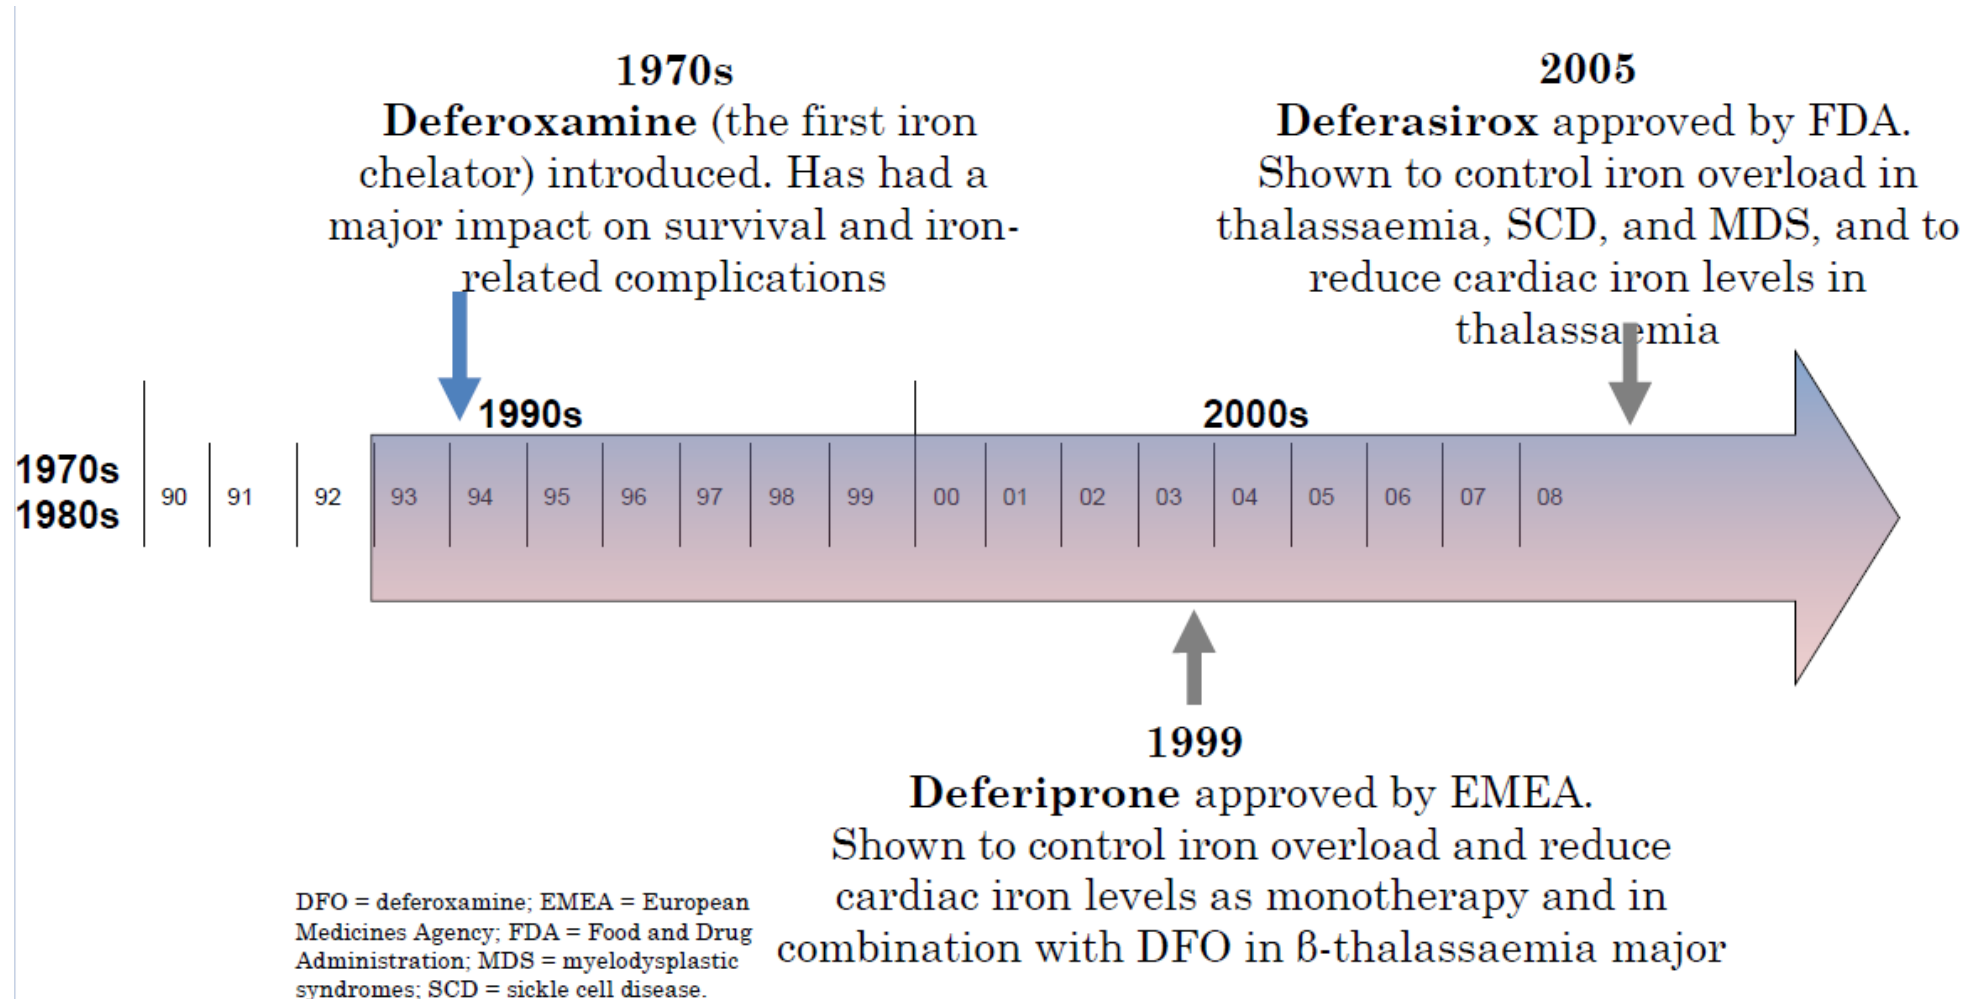 1970s
Deferoxamine (the first iron
chelator) introduced. Has had a
major impact on survival and iron-
related complications
2005
Deferasirox approved by FDA.
Shown to control iron overload in
thalassaemia, SCD, and MDS, and to
reduce cardiac iron levels in
thalassaemia
1990s
2000s
1970s
1980s
90 91 92 93 94 95 96 97 98 99 00 01 02 03 04 05 06 07 08
1999
Deferiprone approved by EMEA.
Shown to control iron overload and reduce
cardiac iron levels as monotherapy and in
combination with DFO in β-thalassaemia major
DFO = deferoxamine; EMEA = European
Medicines Agency; FDA = Food and Drug
Administration; MDS = myelodysplastic
syndromes; SCD = sickle cell disease.